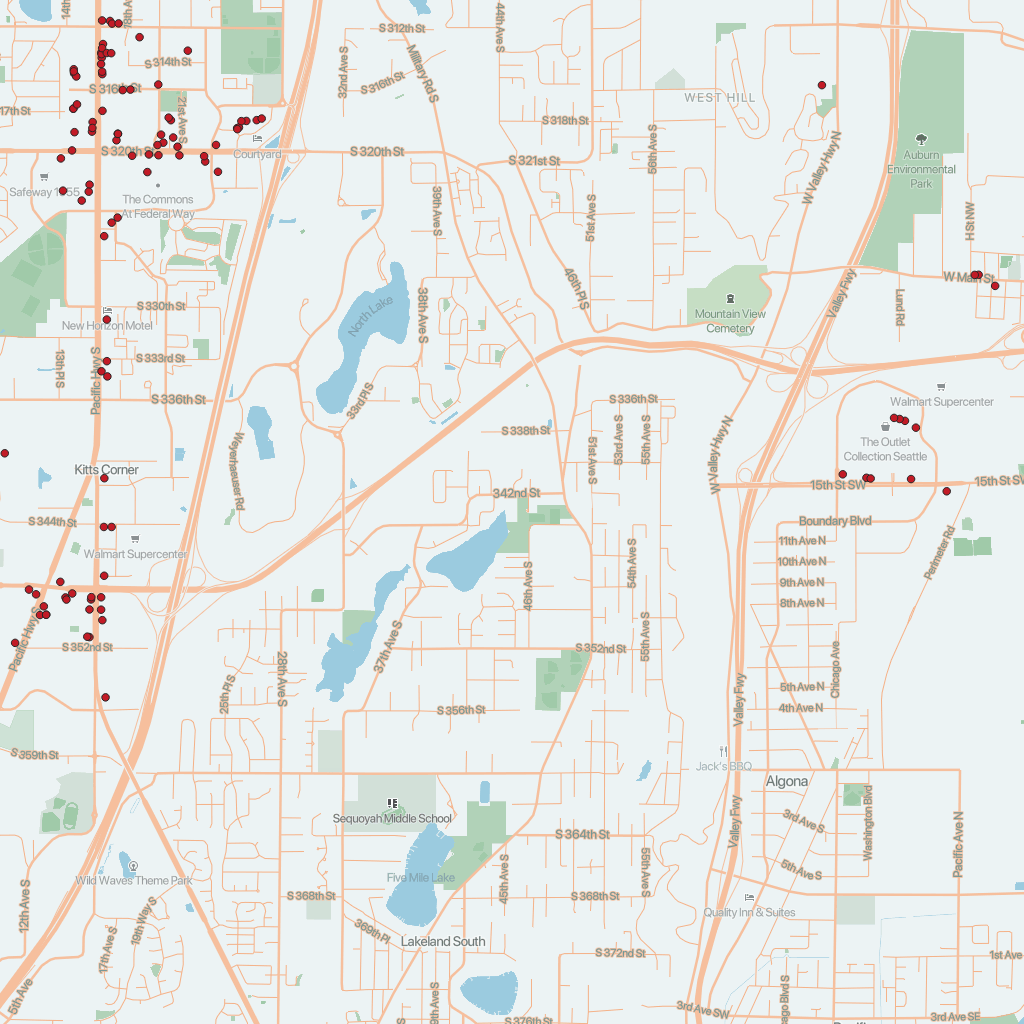 14th
18th A
44th Ave S
S 312th St
32nd Ave S
Military Rd S
S 314th St
S 316th St
S 316th St
WEST HILL
17th St
21st Ave S
S 318th St
Auburn
Environmental
Park
56th Ave S
W Valley Hwy N
S 320th St
Courtyard
S 320th St
S 321st St
The Commons
At Federal Way
39th Ave S
51st Ave S
H St NW
46th Pl S
W Main St
Valley Fwy
S 330th St
North Lake
38th Ave S
Mountain View
Cemetery
Lund Rd
New Horizon Motel
S 333rd St
13th Pl S
Pacific Hwy S
33rd Pl S
S 336th St
S 336th St
Walmart Supercenter
S 338th St
51st Ave S
53rd Ave S
55th Ave S
W Valley Hwy N
The Outlet
Collection Seattle
Weyerhaeuser Rd
Kitts Corner
15th St SW
15th St SW
342nd St
S 344th St
Boundary Blvd
Walmart Supercenter
11th Ave N
10th Ave N
9th Ave N
8th Ave N
Perimeter Rd
46th Ave S
54th Ave S
Pacific Hwy S
S 352nd St
37th Ave S
S 352nd St
55th Ave S
28th Ave S
25th Pl S
Chicago Ave
5th Ave N
4th Ave N
Valley Fwy
S 356th St
S 359th St
Jack's BBQ
Algona
Sequoyah Middle School
3rd Ave S
Washington Blvd
Pacific Ave N
Valley Fwy
S 364th St
Wild Waves Theme Park
Five Mile Lake
45th Ave S
55th Ave S
5th Ave S
12th Ave S
S 368th St
S 368th St
Quality Inn & Suites
19th Way S
17th Ave S
369th Pl
Lakeland South
S 372nd St
1st Ave
5th Ave
S 376th St
3rd Ave SW
3rd Ave SE